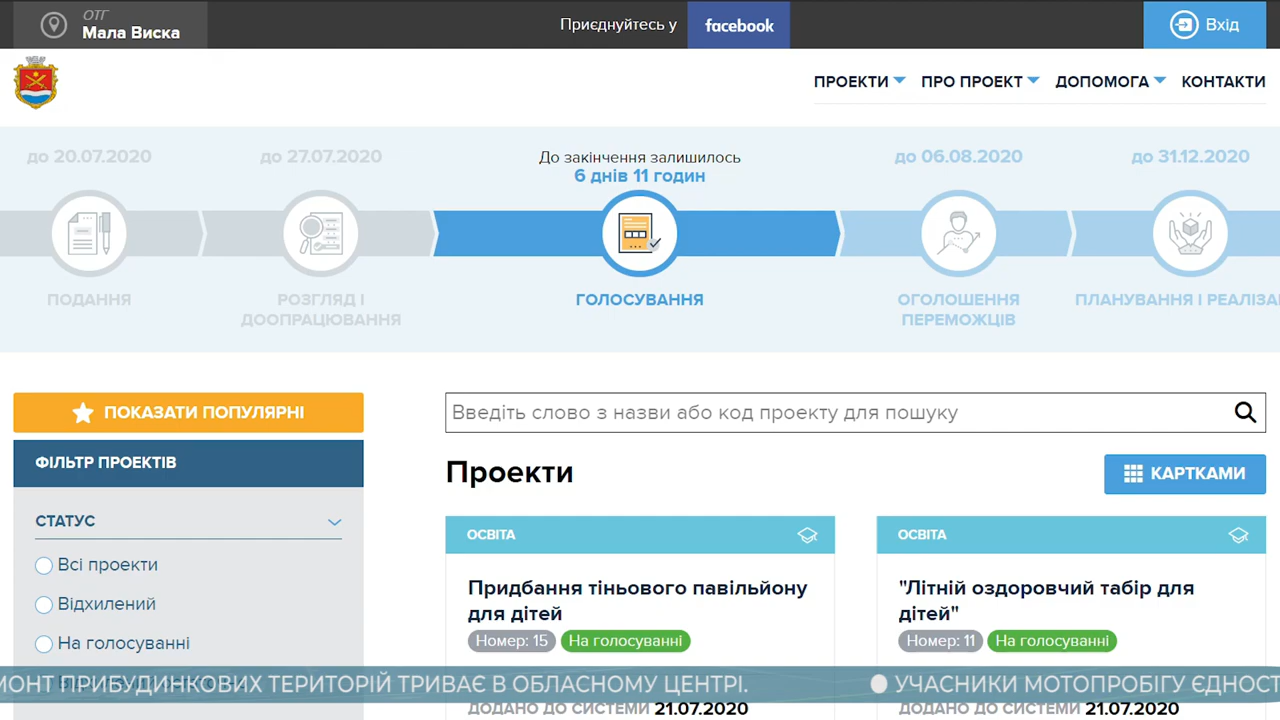 ОТГ
Мала Виска
Приєднуйтесь у
facebook
Вхід
ПРОЕКТИ
ПРО ПРОЕКТ
ДОПОМОГА
КОНТАКТИ
до 20.07.2020
до 27.07.2020
До закінчення залишилось
6 днів 11 годин
до 06.08.2020
до 31.12.2020
ПОДАННЯ
РОЗГЛЯД І
ДООПРАЦЮВАННЯ
ГОЛОСУВАННЯ
ОГОЛОШЕННЯ
ПЕРЕМОЖЦІВ
ПЛАНУВАННЯ І РЕАЛІЗА
ПОКАЗАТИ ПОПУЛЯРНІ
ФІЛЬТР ПРОЕКТІВ
СТАТУС
Всі проекти
Відхилений
На голосуванні
Введіть слово з назви або код проекту для пошуку
Проекти
КАРТКАМИ
ОСВІТА
Придбання тіньового павільйону
для дітей
Номер: 15
На голосуванні
ДОДАНО ДО СИСТЕМИ 21.07.2020
ОСВІТА
"Літній оздоровчий табір для
дітей"
Номер: 11
На голосуванні
ДОДАНО ДО СИСТЕМИ 21.07.2020
МОНТ ПРИБУДИНКОВИХ ТЕРИТОРІЙ ТРИВАЄ В ОБЛАСНОМУ ЦЕНТРІ.
УЧАСНИКИ МОТОПРОБІГУ ЄДНОСТ